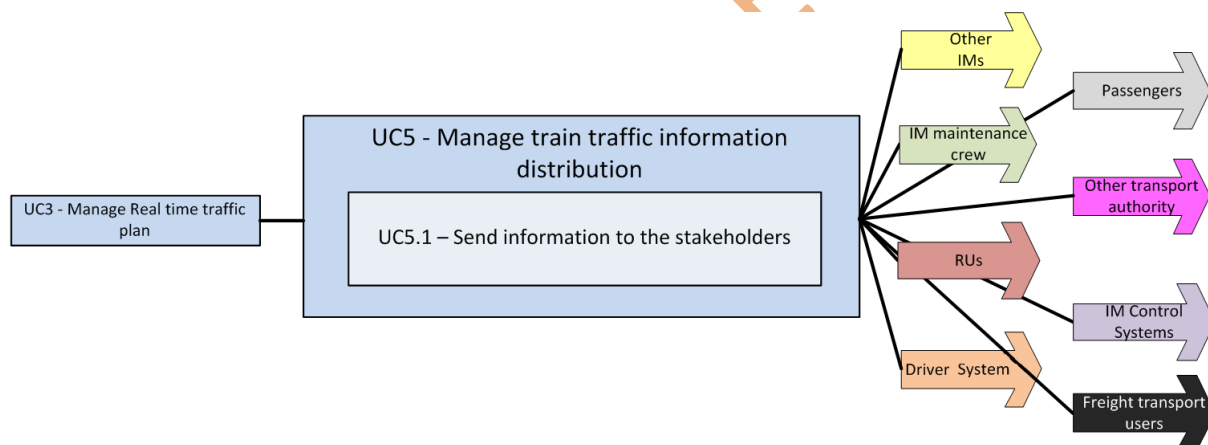 UC3 - Manage Real time traffic
plan
UC5 - Manage train traffic information
distribution
UC5.1 – Send information to the stakeholders
Other
IMs
Passengers
IM maintenance
crew
Other transport
authority
RUs
IM Control
Systems
Driver System
Freight transport
users